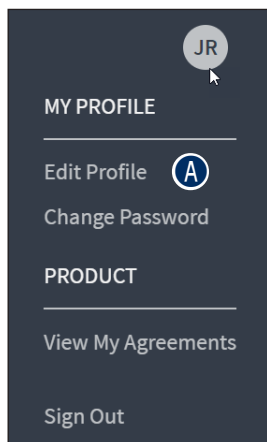 JR
MY PROFILE
Edit Profile A
Change Password
PRODUCT
View My Agreements
Sign Out